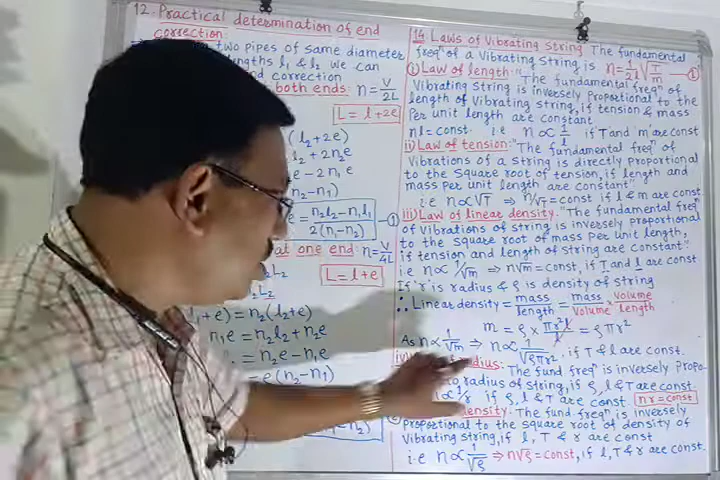 12. Practical determination of end
correction:
two pipes of same diameter
lengths l₁ & l₂ we can
end correction
both ends: n = V/2L
L = l + 2e
(l₂ + 2e)
l₂ + 2n₂e
e - 2n₁e
n₂ - n₁)
e = n₁l₁ - n₂l₂ / 2(n₂ - n₁) — ①
at one end: n = V/4L
L = l + e
L₂
n₂L₂
(l₁ + e) = n₂(l₂ + e)
n₁e = n₂l₂ + n₂e
= n₂e - n₁e
= e(n₂ - n₁)
14 Laws of Vibrating String The fundamental
freqⁿ of a vibrating string is n = 1/2l √T/m — ①
① Law of length:- "The fundamental freqⁿ of
Vibrating string is inversely proportional to the
length of vibrating string, if tension & mass
Per unit length are constant
nl = const. i.e n ∝ 1/l if T and m are const
ii) Law of tension: "The fundamental freqⁿ of
Vibrations of a string is directly proportional
to the square root of tension, if length and
mass per unit length are constant"
i.e n ∝ √T ⇒ n/√T = const if l & m are const.
iii) Law of linear density:- "The fundamental freqⁿ
of vibrations of string is inversely proportional
to the square root of mass per unit length,
if tension and length of string are constant"
i.e n ∝ 1/√m ⇒ n√m = const, if T and l are const
If 'r' is radius & ρ is density of string
∴ Linear density = mass/length = mass/volume × volume/length
m = ρ × πr²l/l = ρπr²
As n ∝ 1/√m ⇒ n ∝ 1/√ρπr². if T & l are const.
iv) radius: The fund freqⁿ is inversely propo-
to radius of string, if ρ, l & T are const
∝ 1/r if ρ, l & T are const. nr = const
density:- The fund freqⁿ is inversely
proportional to the square root of density of
Vibrating string, if l, T & r are const
i.e n ∝ 1/√ρ ⇒ n√ρ = const, if l, T & r are const.